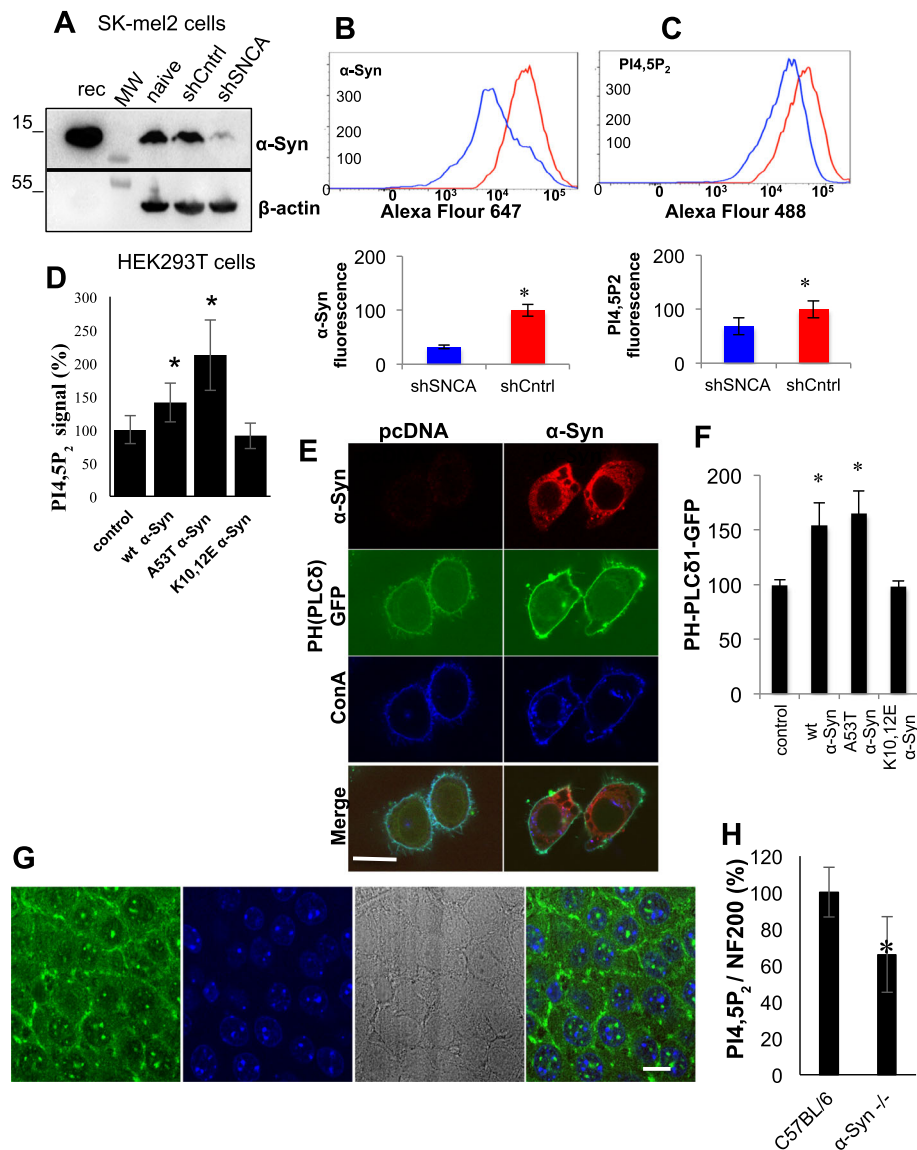 A
SK-mel2 cells
rec
MW
naive
shCntrl
shSNCA
15
α-Syn
55
β-actin
B
α-Syn
300
200
100
0
10³
10⁴
10⁵
Alexa Flour 647
200
100
0
α-Syn
fluorescence
*
shSNCA
shCntrl
C
PI4,5P₂
300
200
100
0
10³
10⁴
10⁵
Alexa Flour 488
200
100
0
PI4,5P2
fluorescence
*
shSNCA
shCntrl
D
HEK293T cells
PI4,5P₂ signal (%)
300
250
200
150
100
50
0
*
*
control
wt α-Syn
A53T α-Syn
K10,12E α-Syn
E
pcDNA
α-Syn
α-Syn
PH(PLCδ)
GFP
ConA
Merge
F
PH-PLCδ1-GFP
200
150
100
50
0
*
*
control
wt
α-Syn
A53T
α-Syn
K10,12E
α-Syn
G
H
PI4,5P₂ / NF200 (%)
120
100
80
60
40
20
0
*
C57BL/6
α-Syn -/-